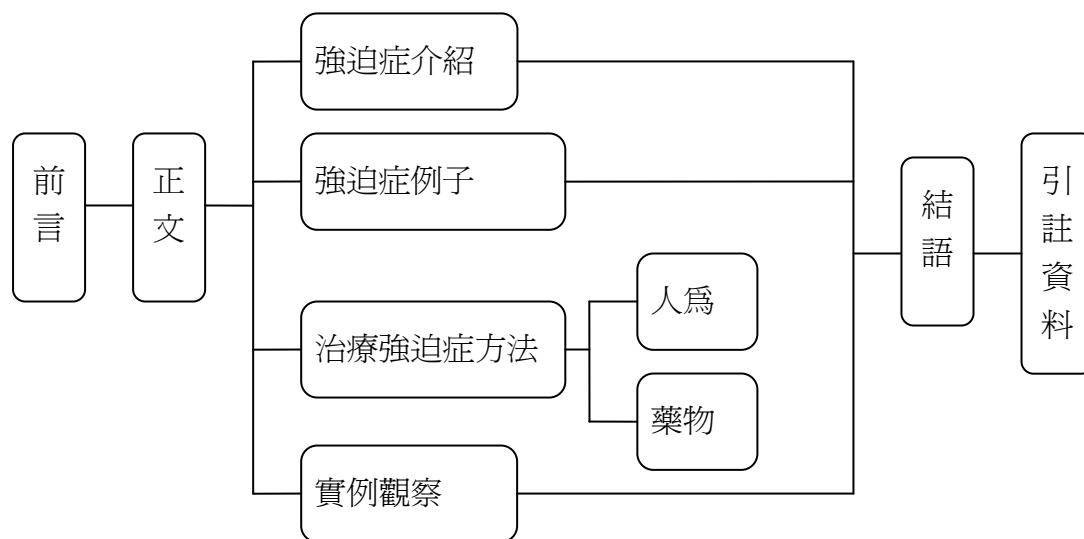 前言
正文
強迫症介紹
強迫症例子
治療強迫症方法
人爲
藥物
實例觀察
結語
引註資料